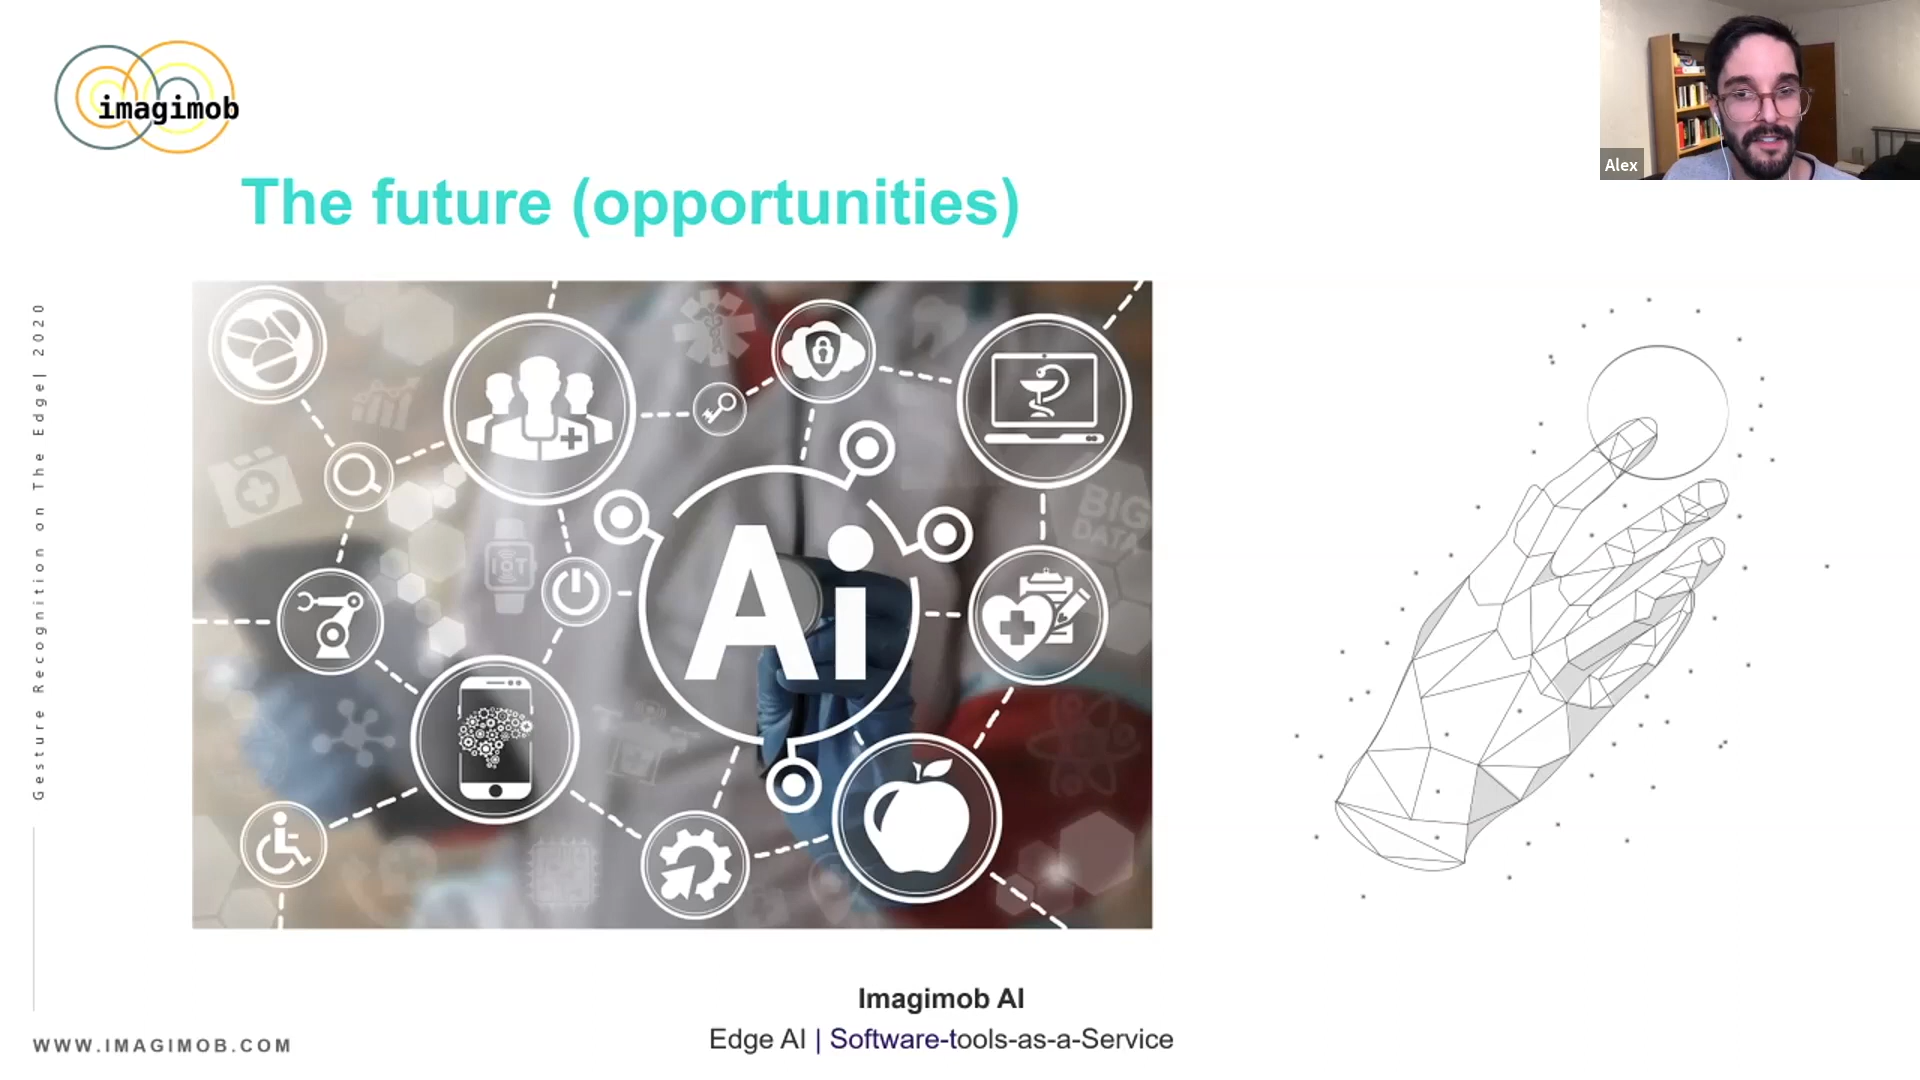 imagimob
Alex
The future (opportunities)
Gesture Recognition on The Edge| 2020
BIG
DATA
IoT
Ai
Imagimob AI
Edge AI | Software-tools-as-a-Service
WWW.IMAGIMOB.COM